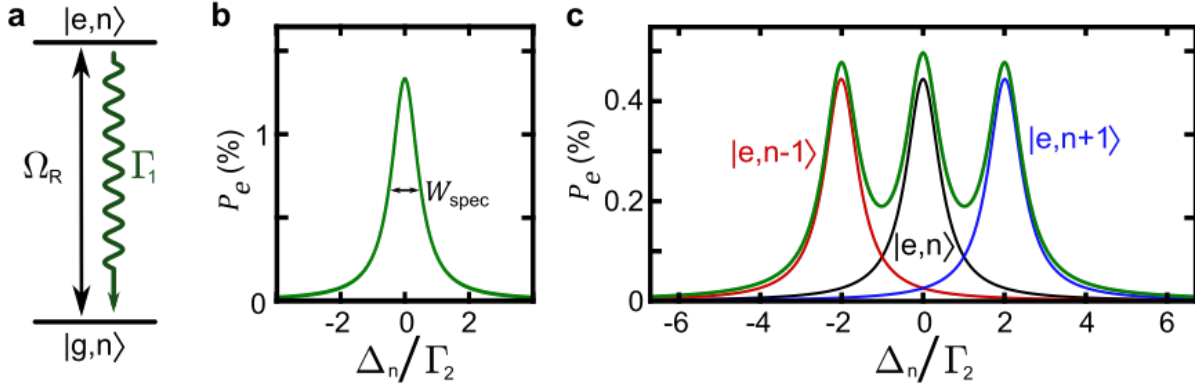 a
|e,n⟩
Ω_R
Γ_1
|g,n⟩
b
P_e (%)
1
0
W_spec
-2
0
2
Δ_n/Γ_2
c
P_e (%)
0.4
0.2
0
|e,n-1⟩
|e,n⟩
|e,n+1⟩
-6
-4
-2
0
2
4
6
Δ_n/Γ_2